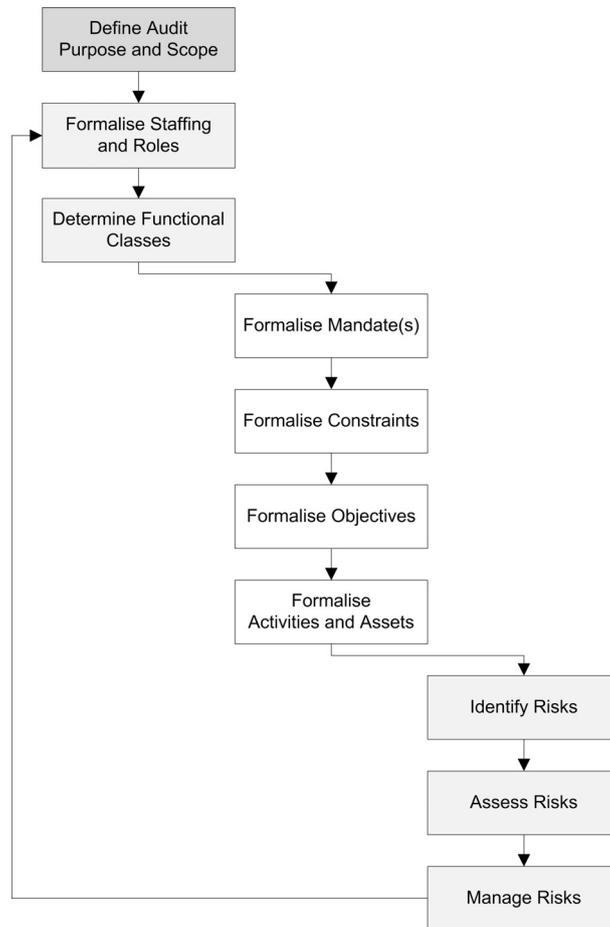 Define Audit
Purpose and Scope
Formalise Staffing
and Roles
Determine Functional
Classes
Formalise Mandate(s)
Formalise Constraints
Formalise Objectives
Formalise
Activities and Assets
Identify Risks
Assess Risks
Manage Risks